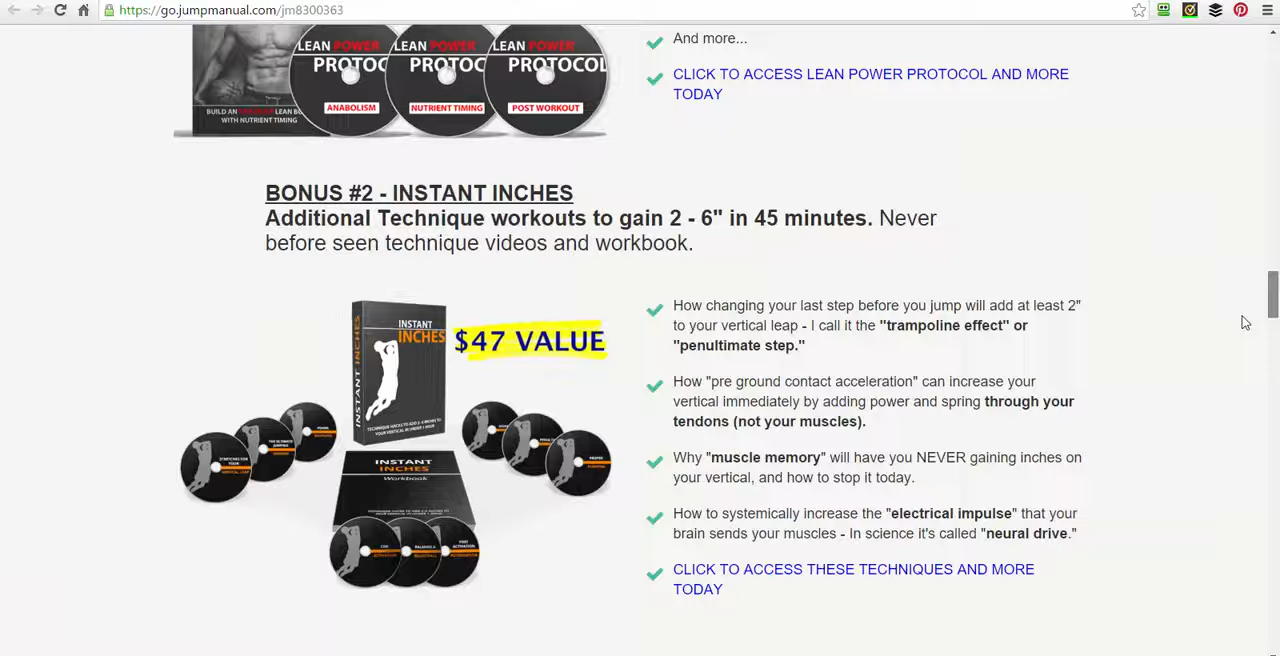 https://go.jumpmanual.com/jm8300363
And more...
LEAN POWER LEAN POWER LEAN POWER
PROTOC PROTOC PROTOCOL
CLICK TO ACCESS LEAN POWER PROTOCOL AND MORE
TODAY
ANABOLISM NUTRIENT TIMING POST WORKOUT
WITH NUTRIENT TIMING
BONUS #2 - INSTANT INCHES
Additional Technique workouts to gain 2 - 6" in 45 minutes. Never
before seen technique videos and workbook.
INSTANT
INCHES
INSTANT INCHES
$47 VALUE
INSTANT
INCHES
Workbook
How changing your last step before you jump will add at least 2"
to your vertical leap - I call it the "trampoline effect" or
"penultimate step."
How "pre ground contact acceleration" can increase your
vertical immediately by adding power and spring through your
tendons (not your muscles).
Why "muscle memory" will have you NEVER gaining inches on
your vertical, and how to stop it today.
How to systemically increase the "electrical impulse" that your
brain sends your muscles - In science it's called "neural drive."
CLICK TO ACCESS THESE TECHNIQUES AND MORE
TODAY